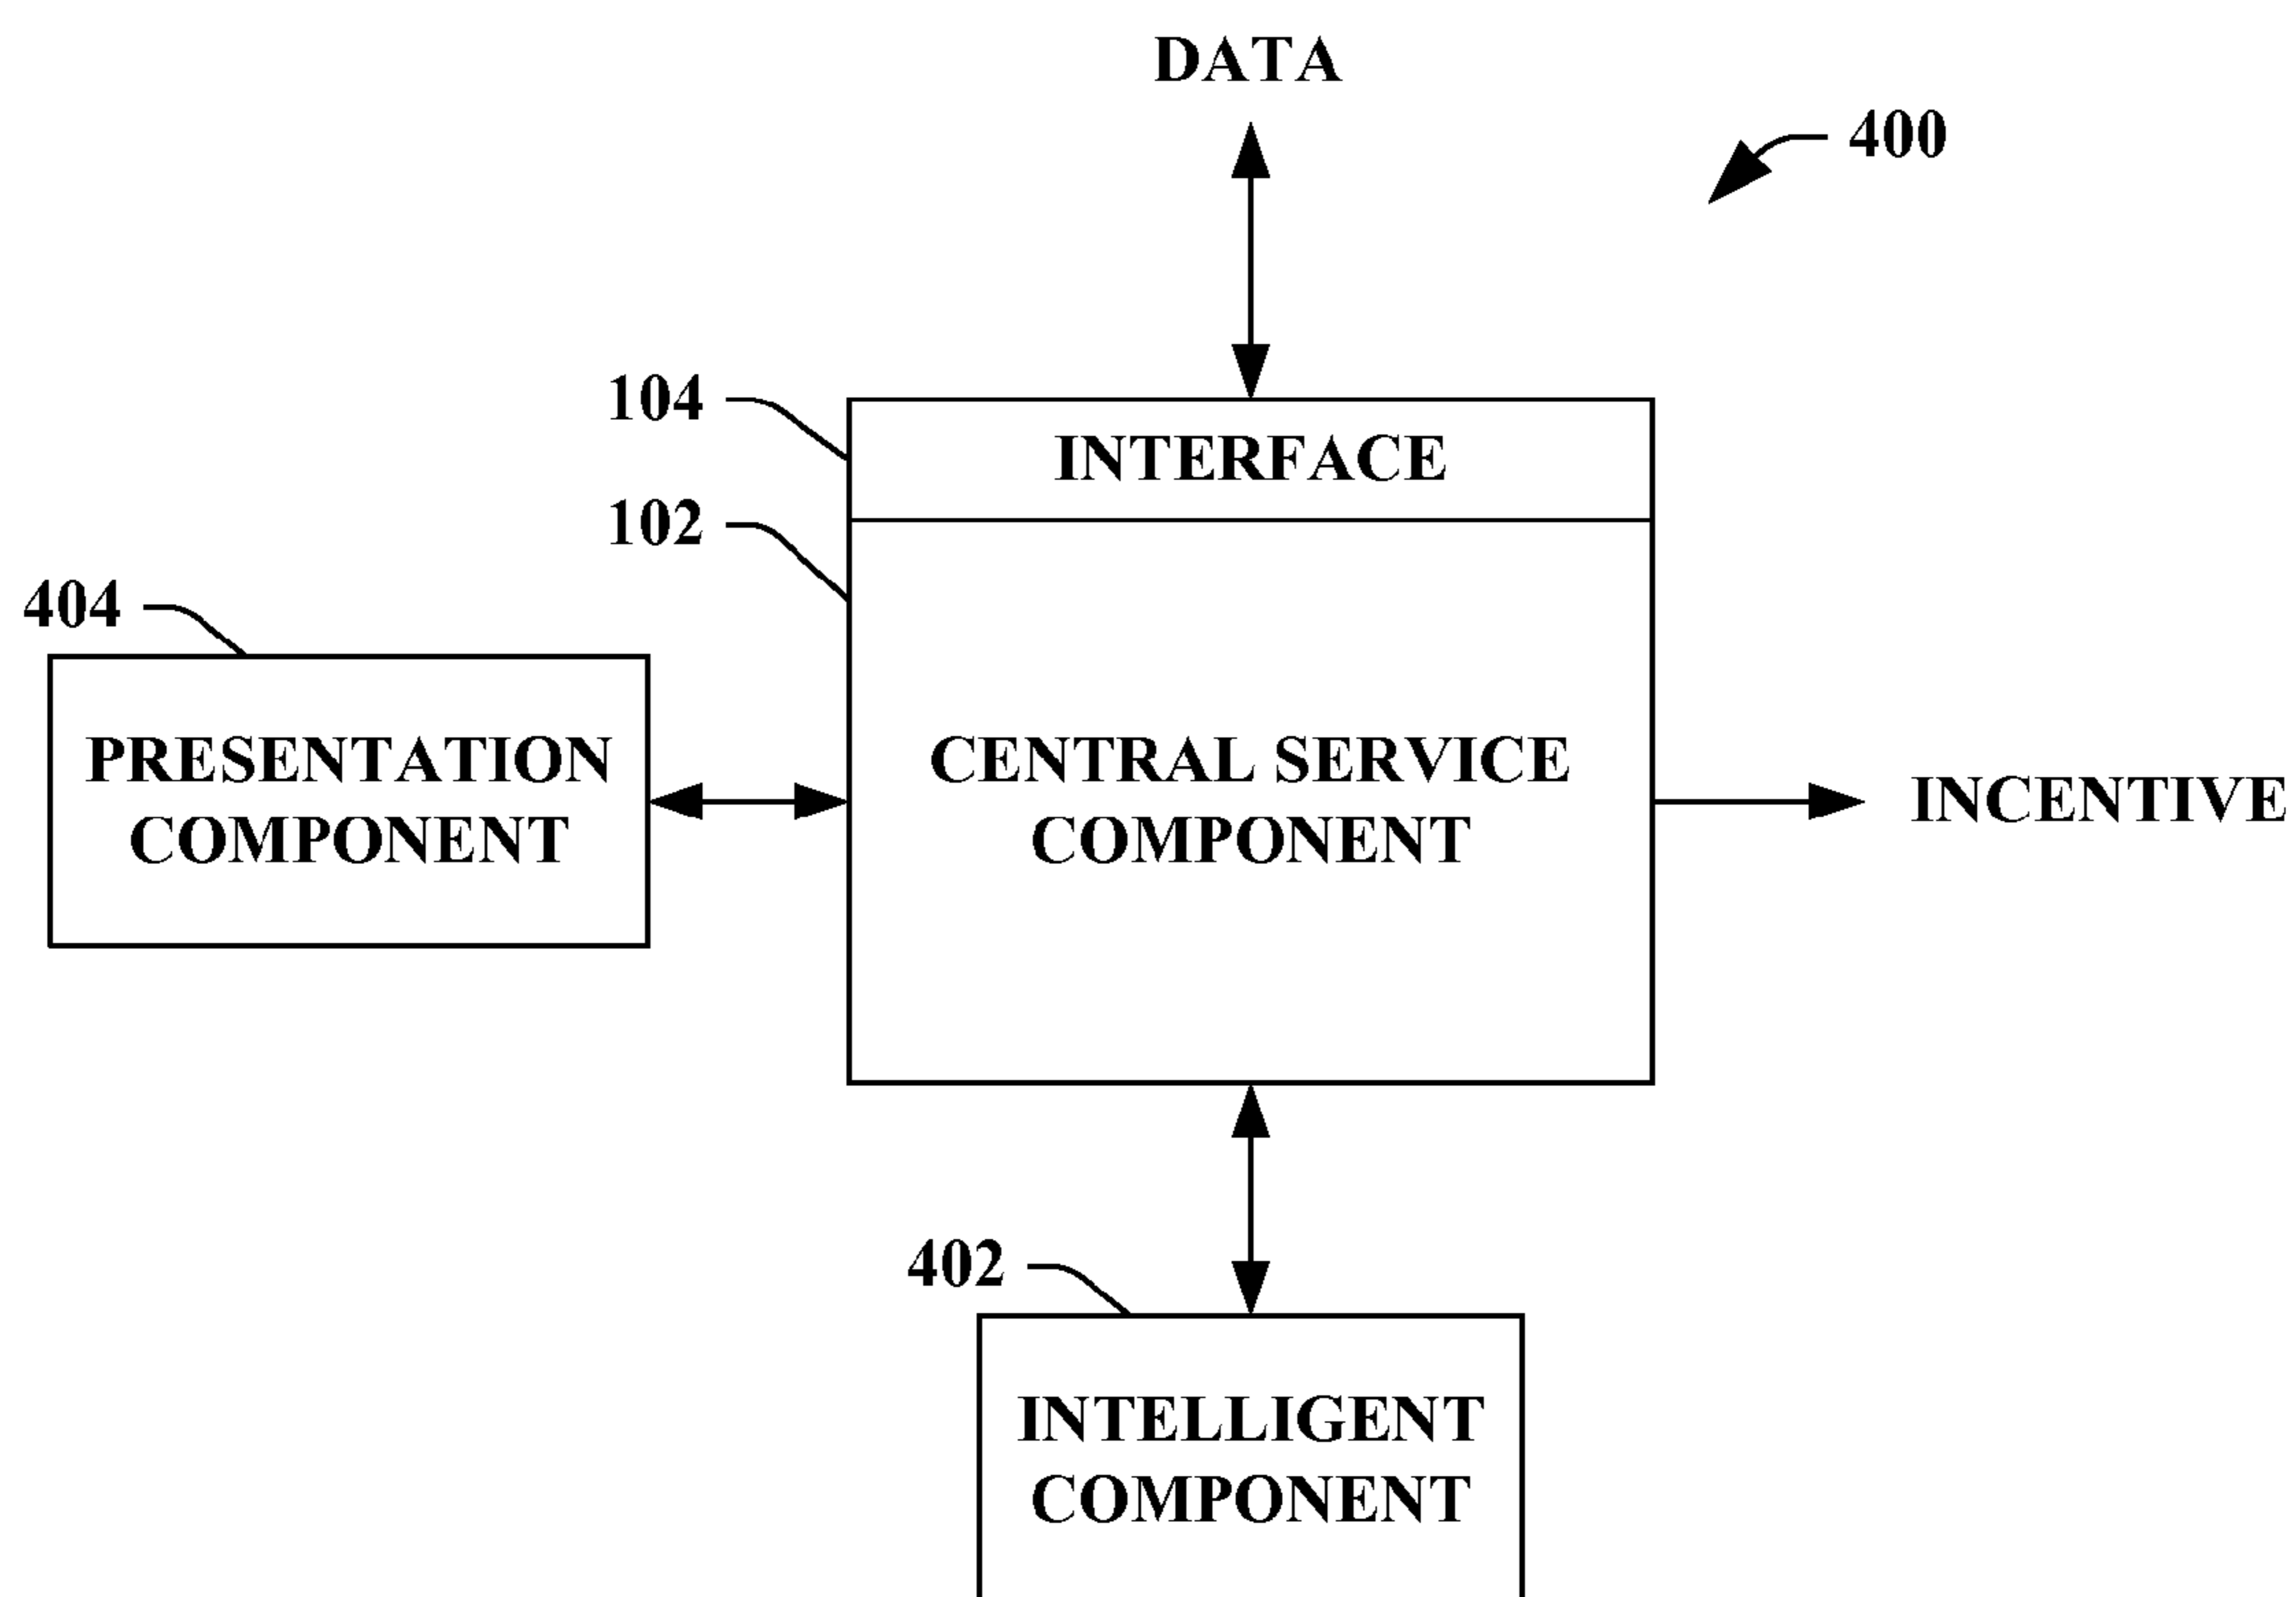 DATA
400
104
INTERFACE
102
404
PRESENTATION
COMPONENT
CENTRAL SERVICE
COMPONENT
INCENTIVE
402
INTELLIGENT
COMPONENT